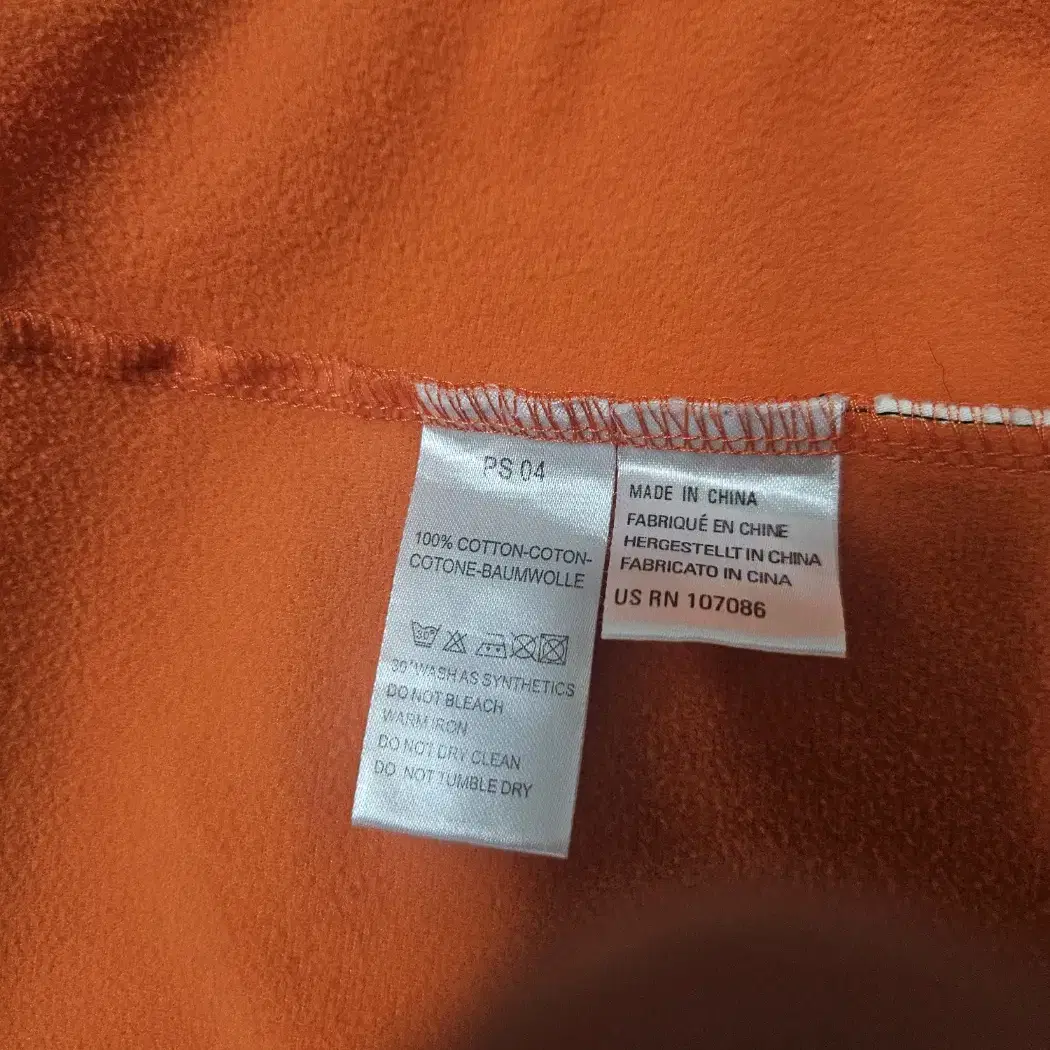 PS 04
100% COTTON-COTON-
COTONE-BAUMWOLLE
30°
30°WASH AS SYNTHETICS
DO NOT BLEACH
WARM IRON
DO NOT DRY CLEAN
DO NOT TUMBLE DRY
MADE IN CHINA
FABRIQUÉ EN CHINE
HERGESTELLT IN CHINA
FABRICATO IN CINA
US RN 107086